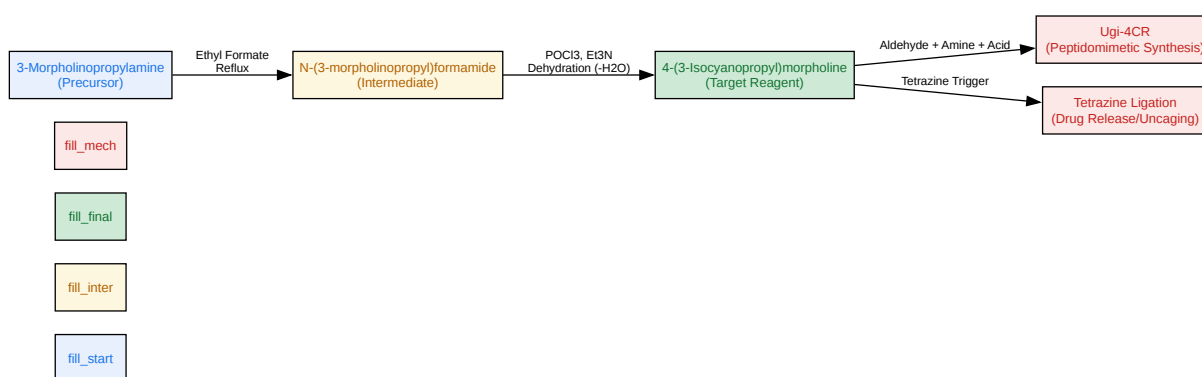 3-Morpholinopropylamine
(Precursor)
Ethyl Formate
Reflux
N-(3-morpholinopropyl)formamide
(Intermediate)
POCl3, Et3N
Dehydration (-H2O)
4-(3-Isocyanopropyl)morpholine
(Target Reagent)
Aldehyde + Amine + Acid
Ugi-4CR
(Peptidomimetic Synthesis)
Tetrazine Trigger
Tetrazine Ligation
(Drug Release/Uncaging)
fill_mech
fill_final
fill_inter
fill_start